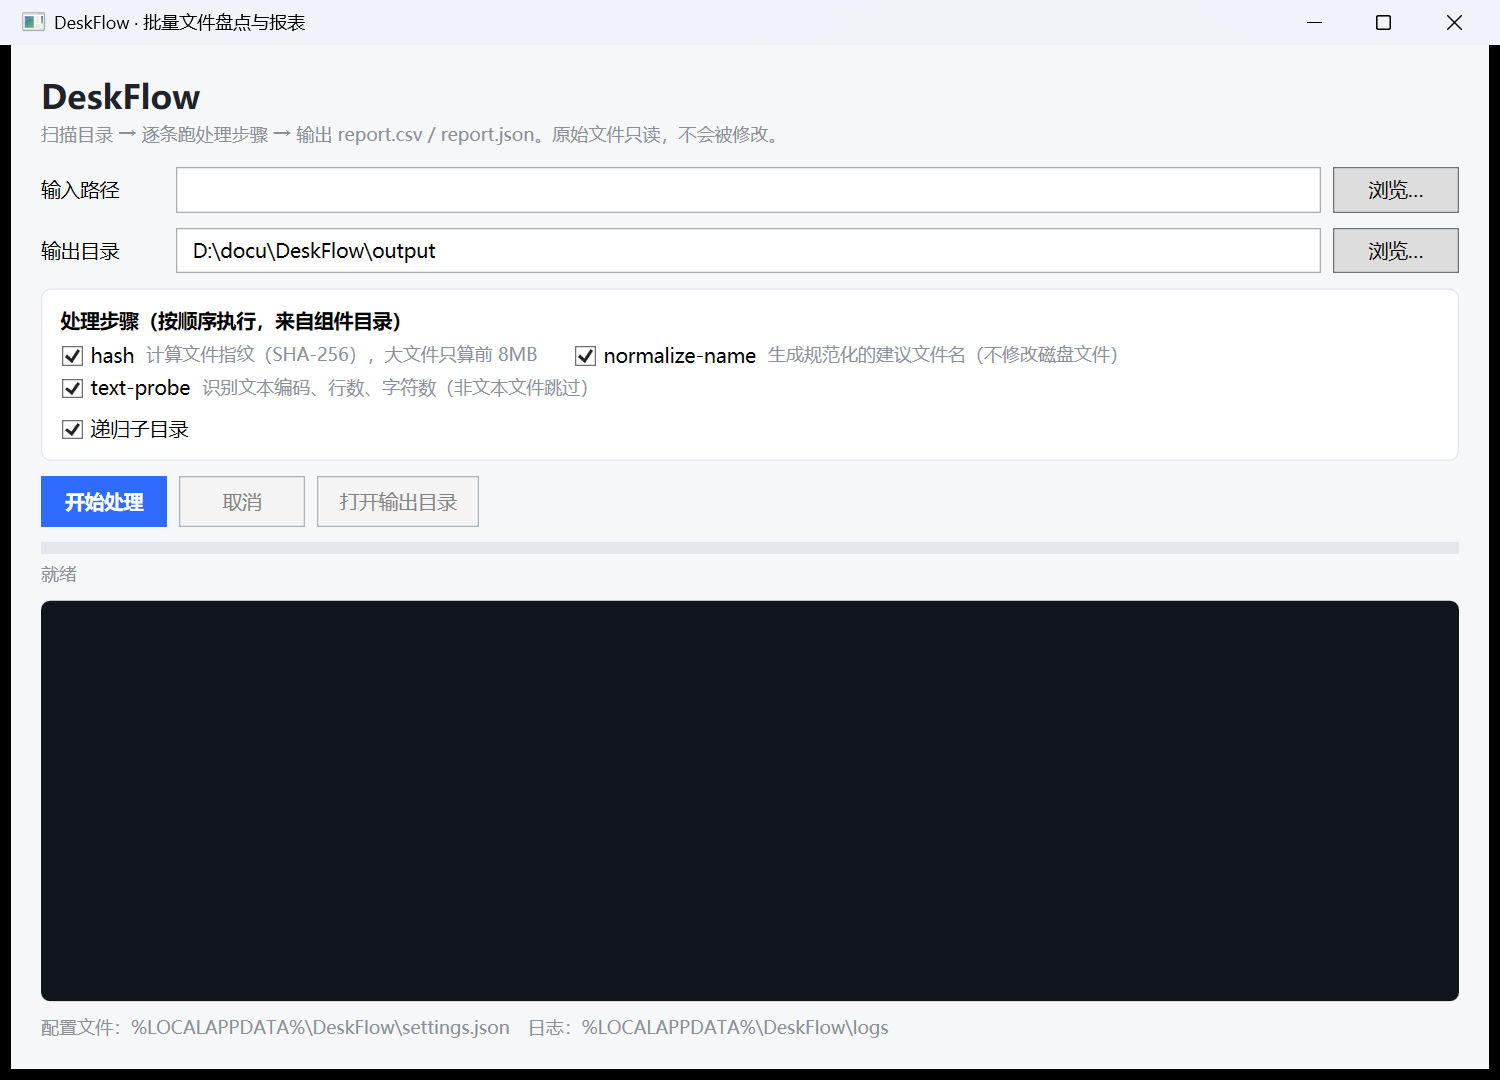 DeskFlow · 批量文件盘点与报表
DeskFlow
扫描目录 → 逐条跑处理步骤 → 输出 report.csv / report.json。原始文件只读，不会被修改。
输入路径 浏览...
输出目录 D:\docu\DeskFlow\output 浏览...
处理步骤（按顺序执行，来自组件目录）
hash 计算文件指纹（SHA-256），大文件只算前 8MB normalize-name 生成规范化的建议文件名（不修改磁盘文件）
text-probe 识别文本编码、行数、字符数（非文本文件跳过）
递归子目录
开始处理 取消 打开输出目录
就绪
配置文件：%LOCALAPPDATA%\DeskFlow\settings.json 日志：%LOCALAPPDATA%\DeskFlow\logs